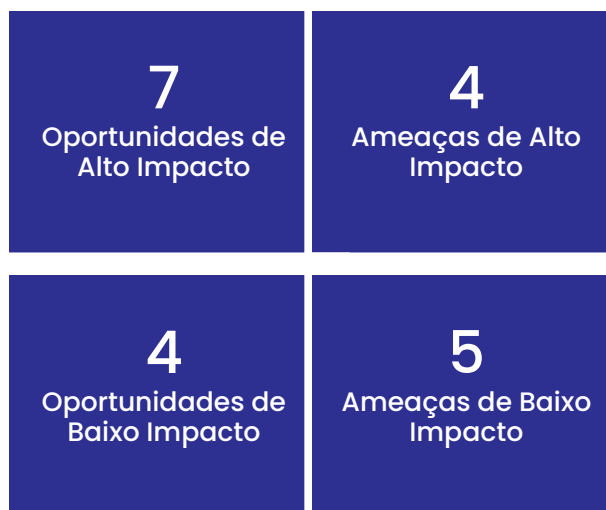 7
Oportunidades de
Alto Impacto
4
Ameaças de Alto
Impacto
4
Oportunidades de
Baixo Impacto
5
Ameaças de Baixo
Impacto